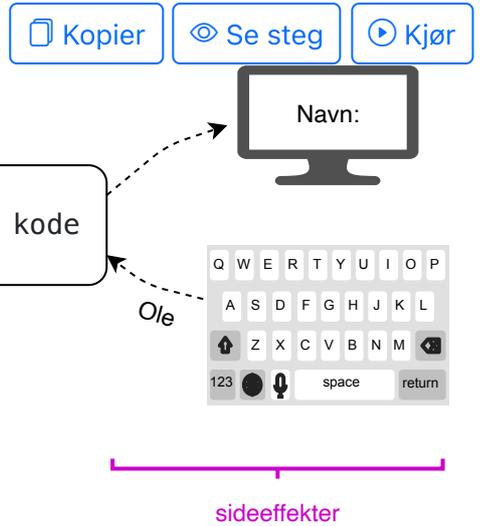 Kopier Se steg Kjør
Navn:
kode
Q W E R T Y U I O P
Ole
A S D F G H J K L
Z X C V B N M
123 space return
sideeffekter